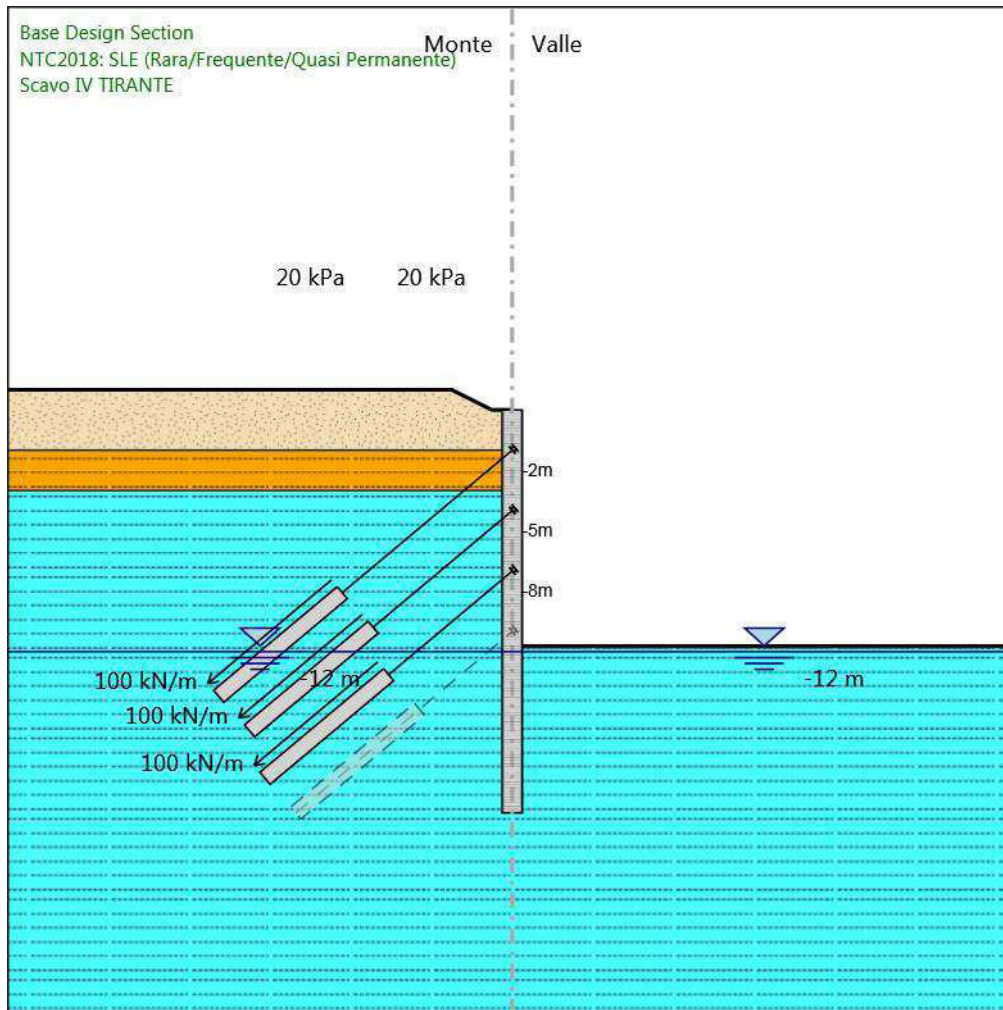 Base Design Section
NTC2018: SLE (Rara/Frequente/Quasi Permanente)
Scavo IV TIRANTE
Monte Valle
20 kPa 20 kPa
-2m
-5m
-8m
100 kN/m
-12 m -12 m
100 kN/m
100 kN/m